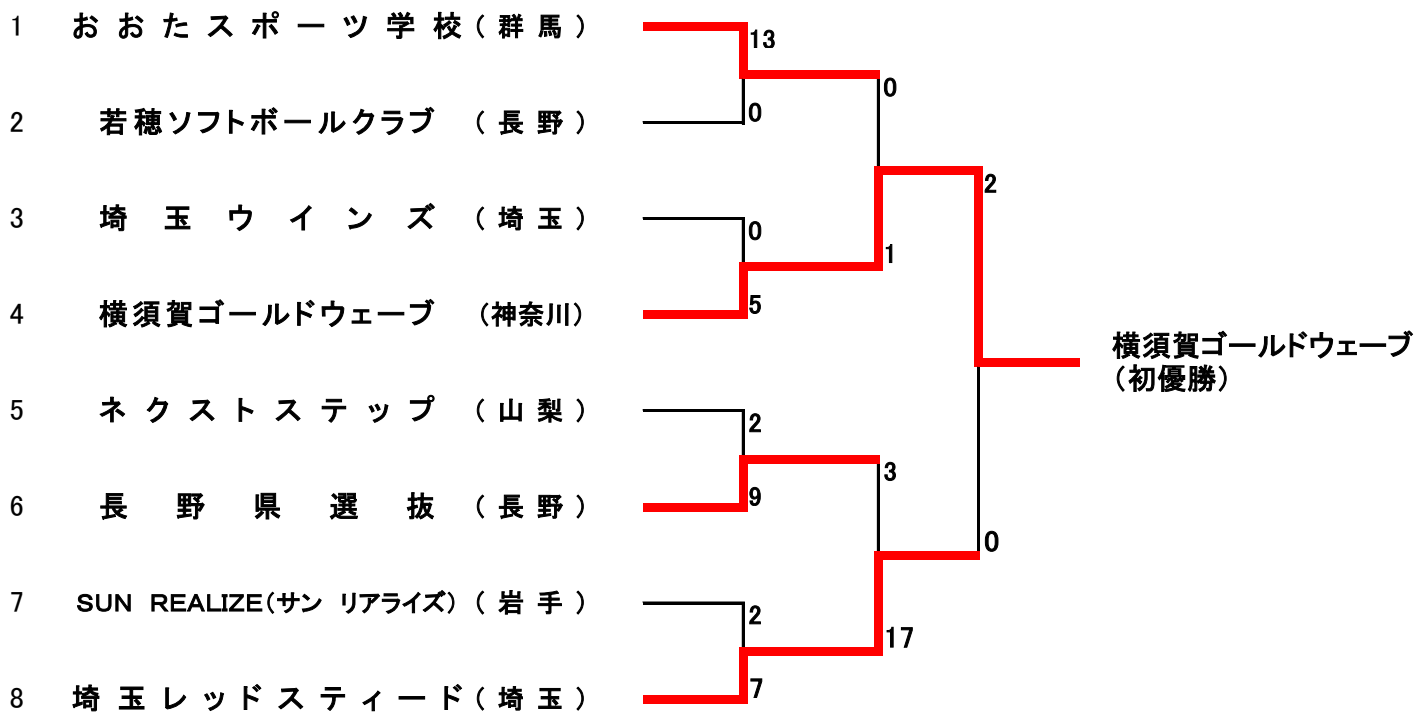 1 おおたスポーツ学校(群馬)
13
0
2 若穂ソフトボールクラブ (長野)
0
2
3 埼玉ウインズ (埼玉)
0
1
4 横須賀ゴールドウェーブ (神奈川)
5
横須賀ゴールドウェーブ
(初優勝)
5 ネクストステップ (山梨)
2
3
6 長野県選抜 (長野)
9
0
7 SUN REALIZE(サン リアライズ) (岩手)
2
17
8 埼玉レッドスティード(埼玉)
7